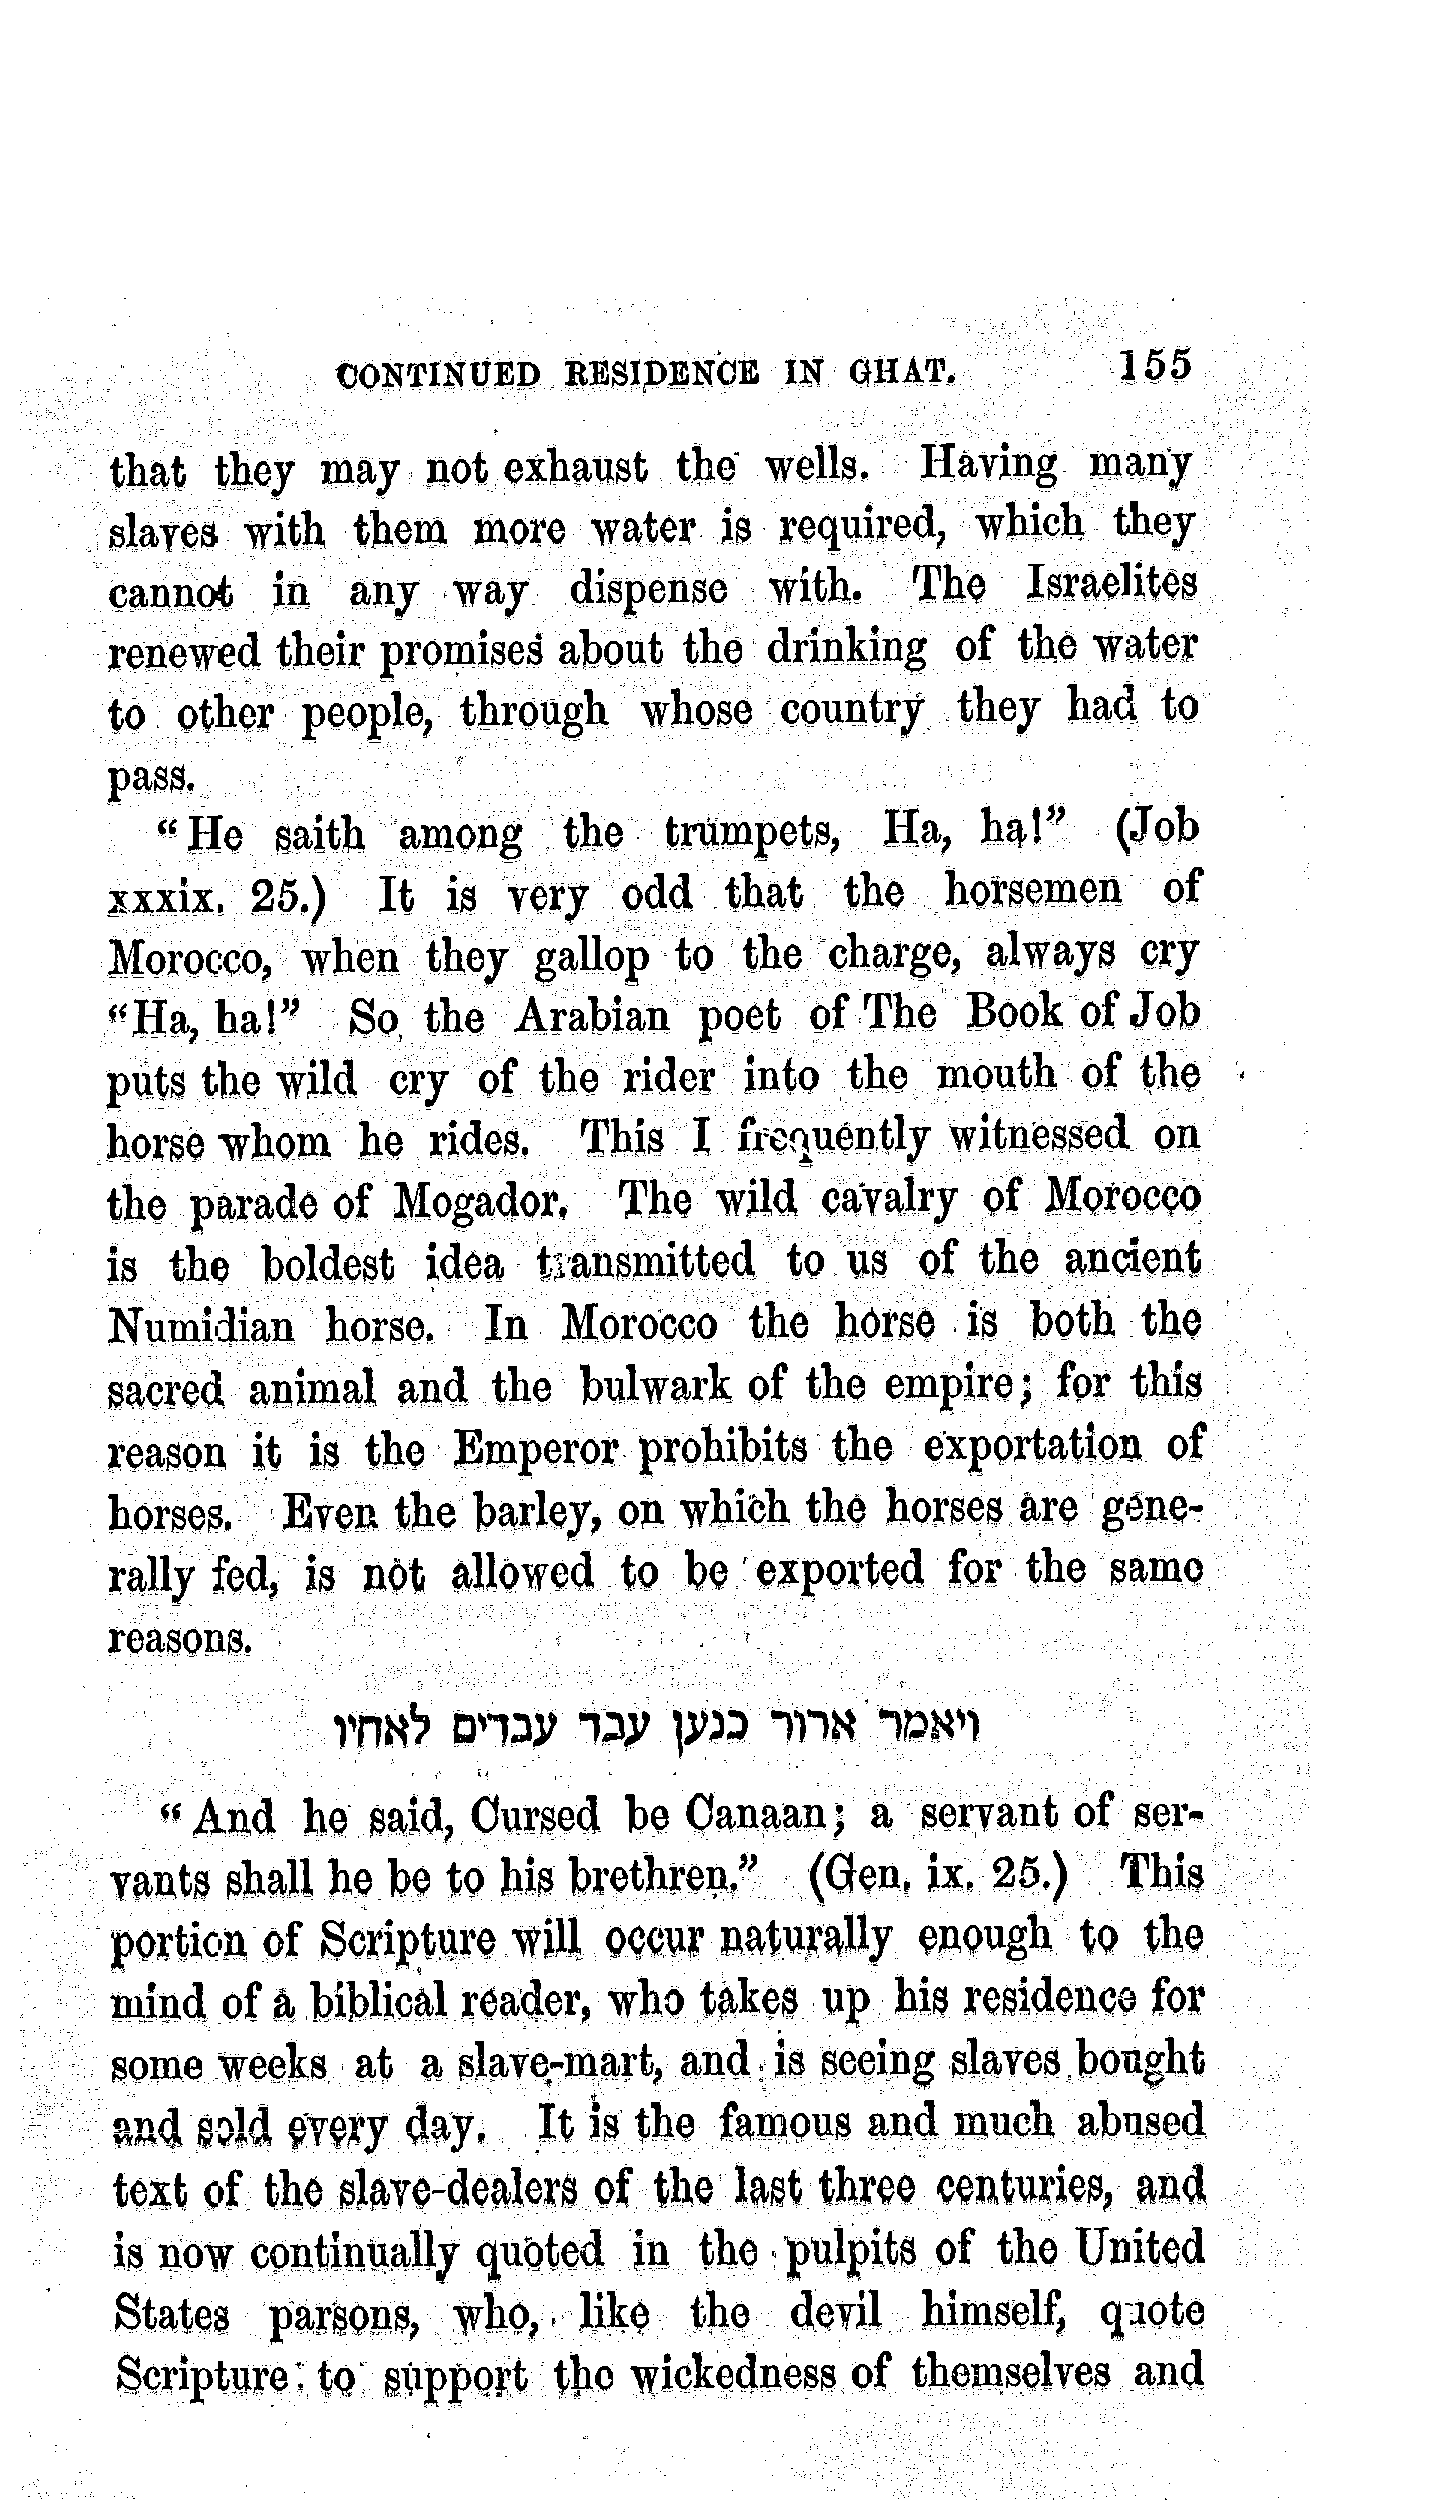 CONTINUED RESIDENCE IN GHAT. 155
that they may not exhaust the wells. Having many
slaves with them more water is required, which they
cannot in any way dispense with. The Israelites
renewed their promises about the drinking of the water
to other people, through whose country they had to
pass.
"He saith among the trumpets, Ha, ha!" (Job
xxxix. 25.) It is very odd that the horsemen of
Morocco, when they gallop to the charge, always cry
"Ha, ha!" So the Arabian poet of The Book of Job
puts the wild cry of the rider into the mouth of the
horse whom he rides. This I frequently witnessed on
the parade of Mogador. The wild cavalry of Morocco
is the boldest idea transmitted to us of the ancient
Numidian horse. In Morocco the horse is both the
sacred animal and the bulwark of the empire; for this
reason it is the Emperor prohibits the exportation of
horses. Even the barley, on which the horses are gene-
rally fed, is not allowed to be exported for the same
reasons.
ויאמר ארור כנען עבד עבדים לאחיו
"And he said, Cursed be Canaan; a servant of ser-
vants shall he be to his brethren." (Gen. ix. 25.) This
portion of Scripture will occur naturally enough to the
mind of a biblical reader, who takes up his residence for
some weeks at a slave-mart, and is seeing slaves bought
and sold every day. It is the famous and much abused
text of the slave-dealers of the last three centuries, and
is now continually quoted in the pulpits of the United
States parsons, who, like the devil himself, quote
Scripture to support the wickedness of themselves and